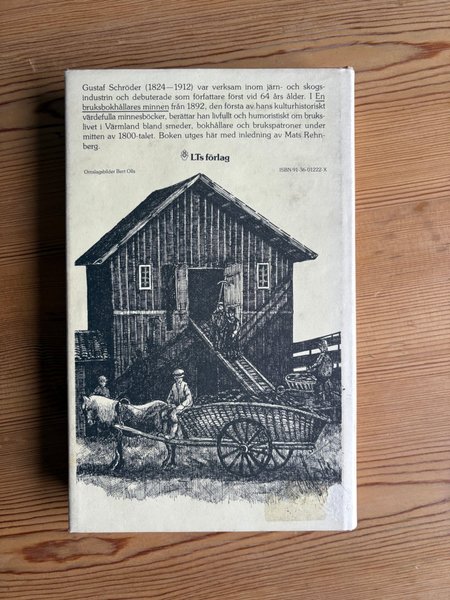 Gustaf Schröder (1824—1912) var verksam inom järn- och skogs-
industrin och debuterade som författare först vid 64 års ålder. I En
bruksbokhållares minnen från 1892, den första av hans kulturhistoriskt
värdefulla minnesböcker, berättar han livfullt och humoristiskt om bruks-
livet i Värmland bland smeder, bokhållare och brukspatroner under
mitten av 1800-talet. Boken utges här med inledning av Mats Rehn-
berg.
LTs förlag
Omslagsbilder Bert Olls
ISBN 91-36-01222-X